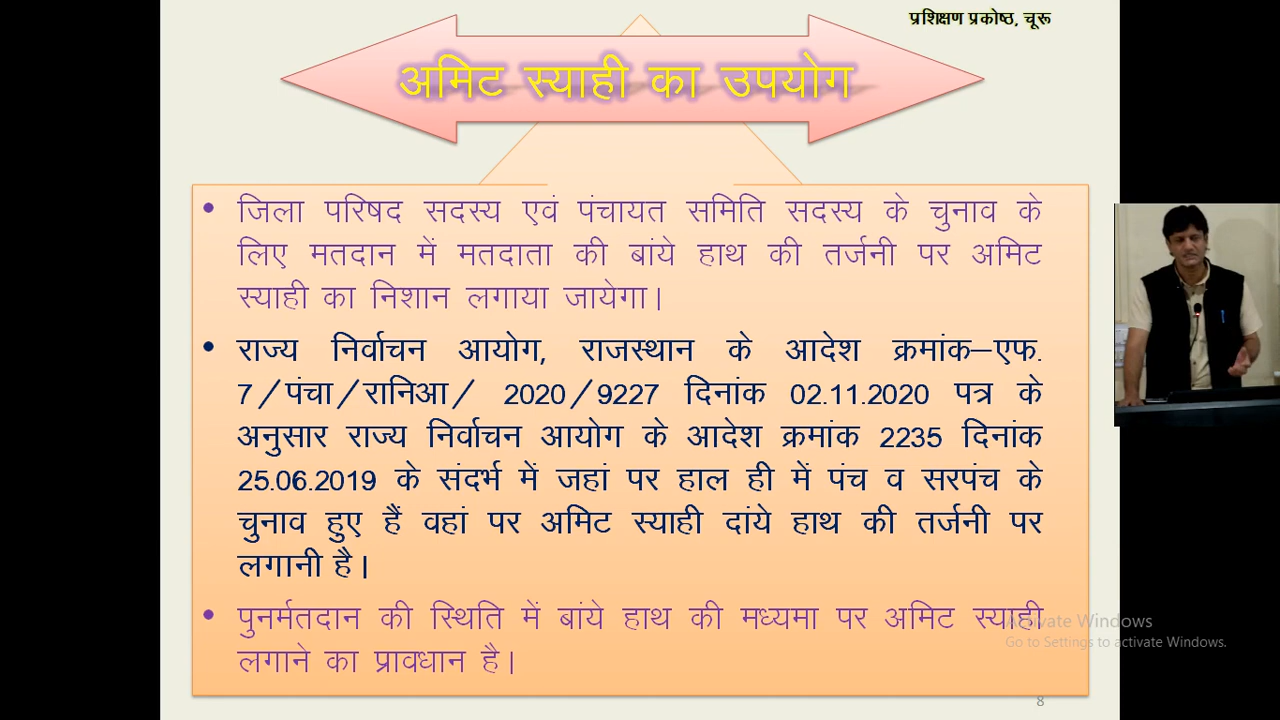 प्रशिक्षण प्रकोष्ठ, चूरू
अमिट स्याही का उपयोग
• जिला परिषद सदस्य एवं पंचायत समिति सदस्य के चुनाव के
लिए मतदान में मतदाता की बांये हाथ की तर्जनी पर अमिट
स्याही का निशान लगाया जायेगा।
• राज्य निर्वाचन आयोग, राजस्थान के आदेश क्रमांक–एफ.
7/पंचा/रानिआ/ 2020/9227 दिनांक 02.11.2020 पत्र के
अनुसार राज्य निर्वाचन आयोग के आदेश क्रमांक 2235 दिनांक
25.06.2019 के संदर्भ में जहां पर हाल ही में पंच व सरपंच के
चुनाव हुए हैं वहां पर अमिट स्याही दांये हाथ की तर्जनी पर
लगानी है।
• पुनर्मतदान की स्थिति में बांये हाथ की मध्यमा पर अमिट स्याही
लगाने का प्रावधान है।
Activate Windows
Go to Settings to activate Windows.
8